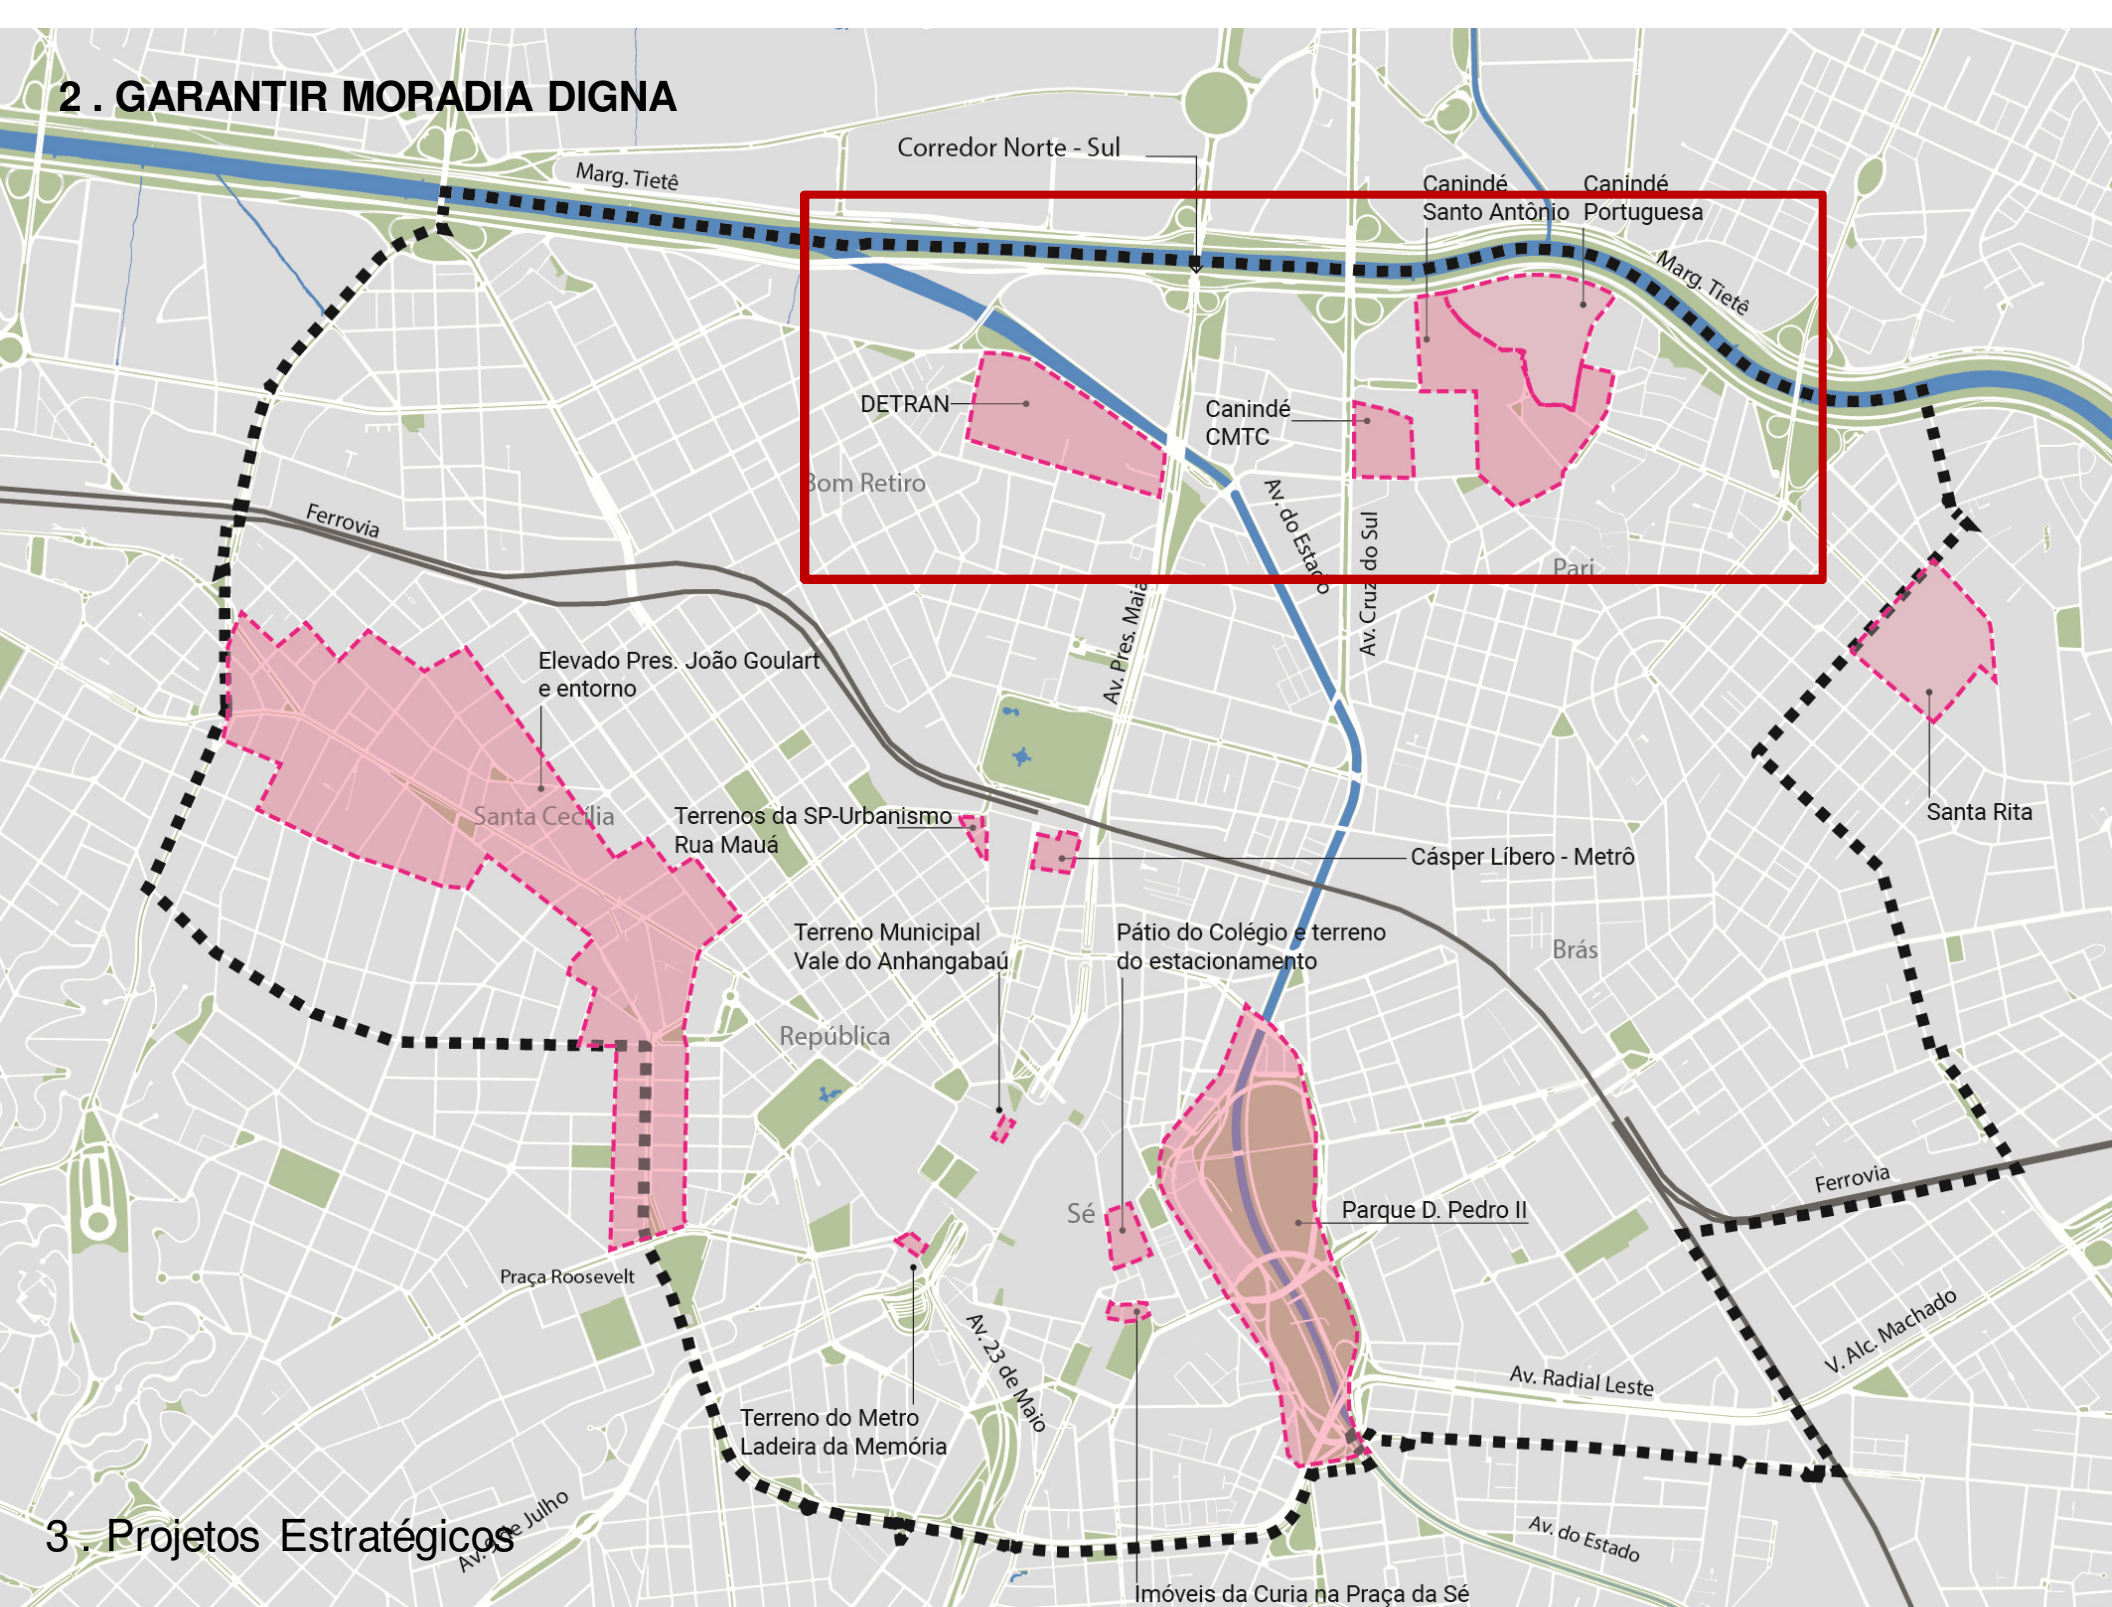 2 . GARANTIR MORADIA DIGNA
Corredor Norte - Sul
Marg. Tietê
Canindé
Santo Antônio
Canindé
Portuguesa
Marg. Tietê
DETRAN
Canindé
CMTC
Bom Retiro
Av. do Estado
Av. Cruz do Sul
Pari
Ferrovia
Av. Pres. Maia
Elevado Pres. João Goulart
e entorno
Santa Cecília
Terrenos da SP-Urbanismo
Rua Mauá
Santa Rita
Cásper Líbero - Metrô
Terreno Municipal
Vale do Anhangabaú
Pátio do Colégio e terreno
do estacionamento
Brás
República
Ferrovia
Sé
Parque D. Pedro II
Praça Roosevelt
Av. 23 de Maio
V. Alc. Machado
Av. Radial Leste
Terreno do Metro
Ladeira da Memória
Av. 9 de Julho
3 . Projetos Estratégicos
Av. do Estado
Imóveis da Curia na Praça da Sé